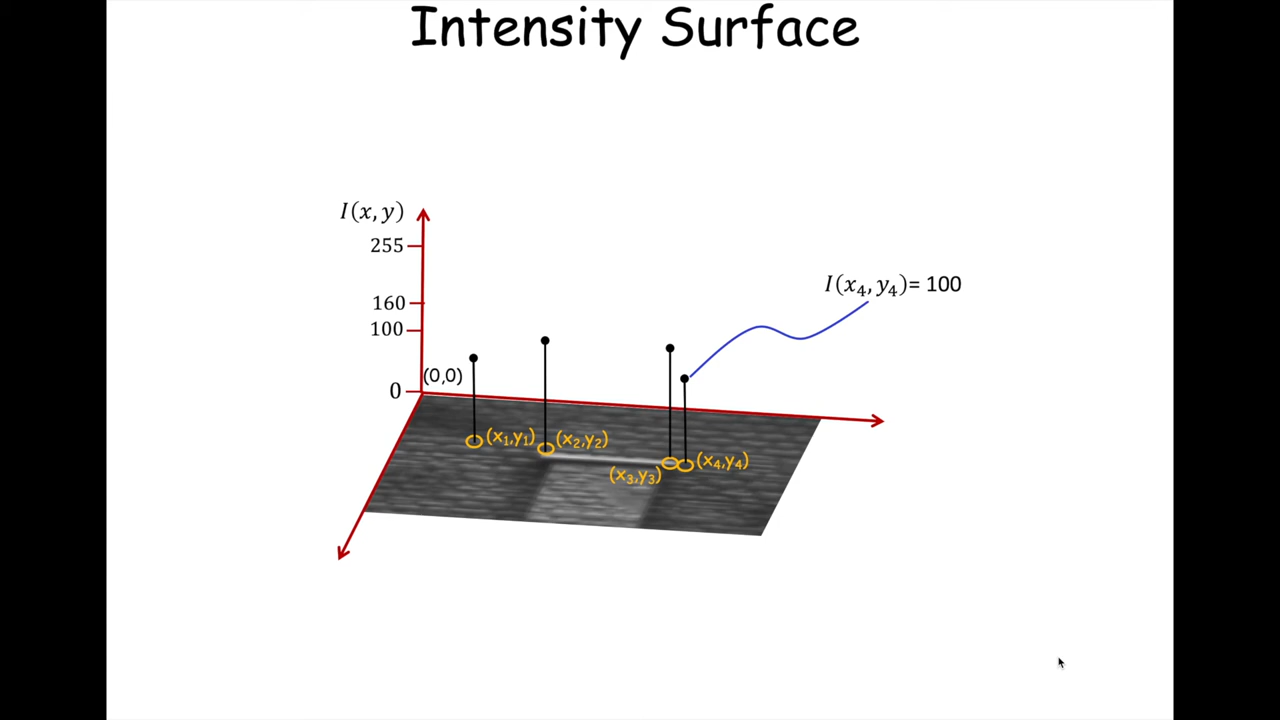 Intensity Surface
I(x, y)
255
160
100
0
(0,0)
I(x₄, y₄)= 100
(x₁,y₁)
(x₂,y₂)
(x₃,y₃)
(x₄,y₄)